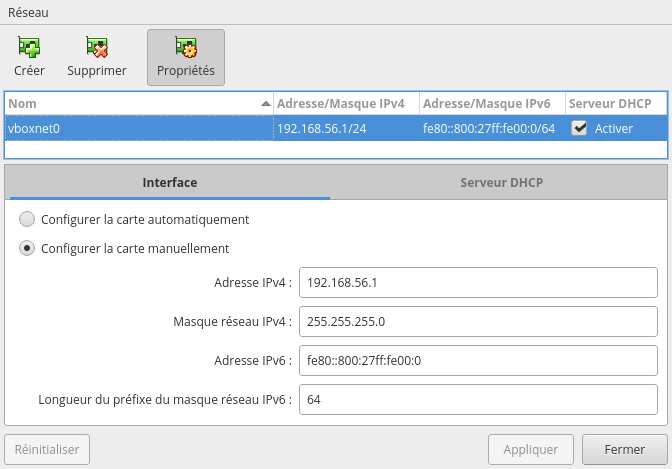 Réseau
Créer Supprimer Propriétés
Nom Adresse/Masque IPv4 Adresse/Masque IPv6 Serveur DHCP
vboxnet0 192.168.56.1/24 fe80::800:27ff:fe00:0/64 Activer
Interface Serveur DHCP
Configurer la carte automatiquement
Configurer la carte manuellement
Adresse IPv4 : 192.168.56.1
Masque réseau IPv4 : 255.255.255.0
Adresse IPv6 : fe80::800:27ff:fe00:0
Longueur du préfixe du masque réseau IPv6 : 64
Réinitialiser Appliquer Fermer